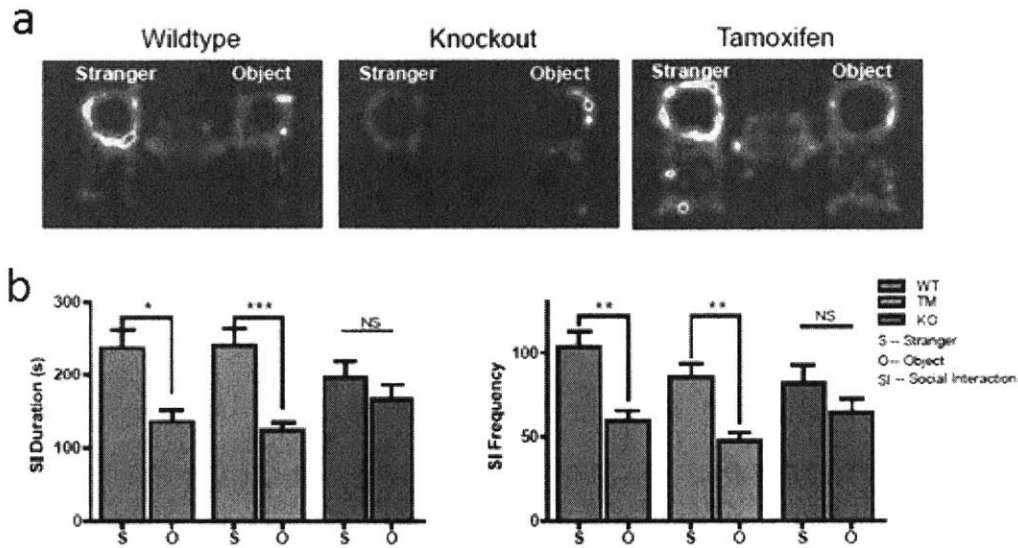 a
Wildtype Knockout Tamoxifen
Stranger Object Stranger Object Stranger Object
b
300
200
100
0
SI Duration (s)
* *** NS
S O S O S O
100
50
0
SI Frequency
** ** NS
S O S O S O
WT
TM
KO
S -- Stranger
O -- Object
SI -- Social Interaction